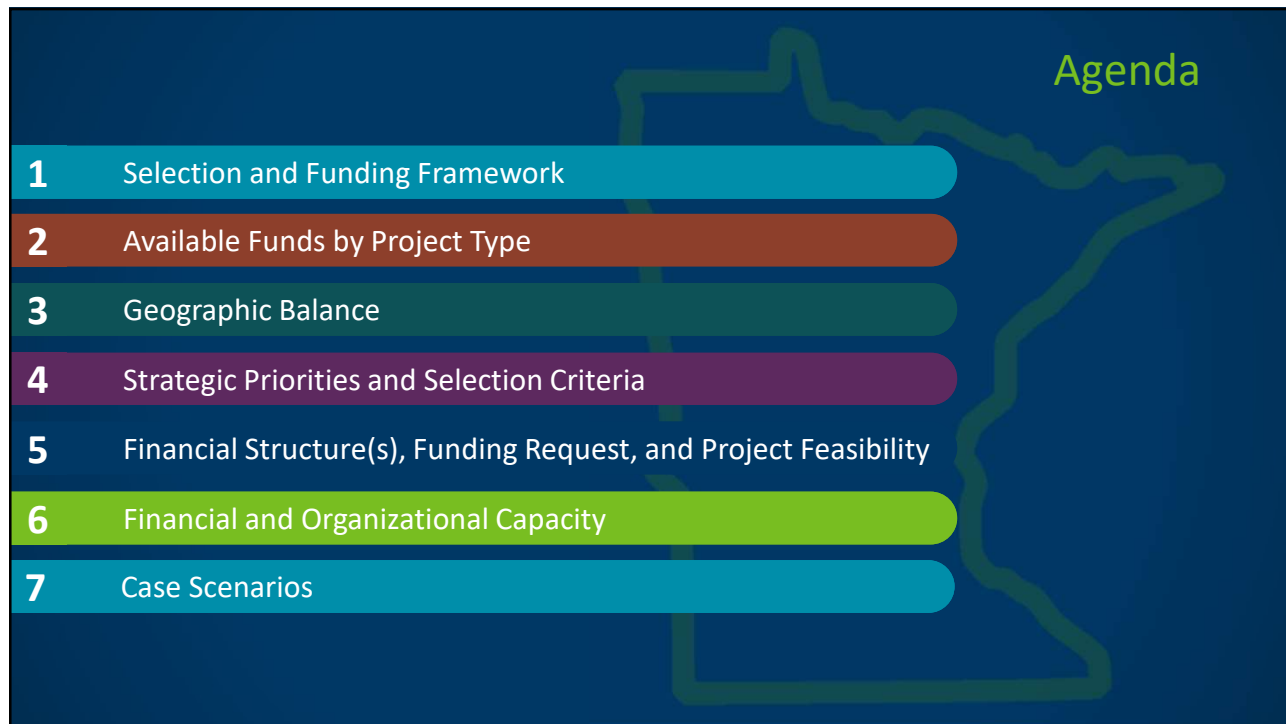 Agenda
1 Selection and Funding Framework
2 Available Funds by Project Type
3 Geographic Balance
4 Strategic Priorities and Selection Criteria
5 Financial Structure(s), Funding Request, and Project Feasibility
6 Financial and Organizational Capacity
7 Case Scenarios